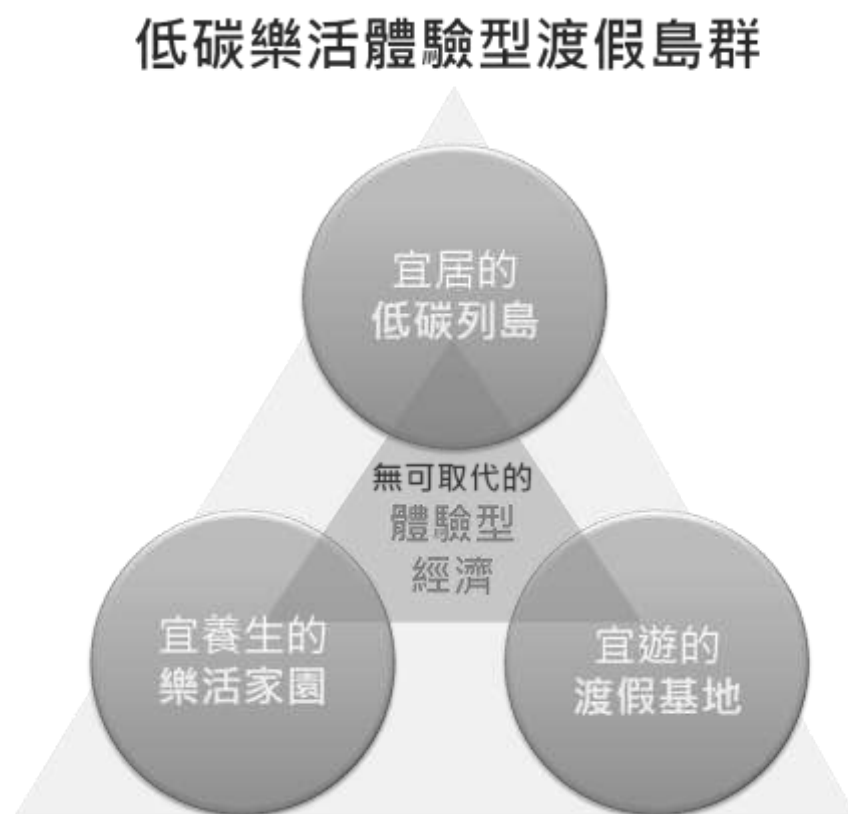 低碳樂活體驗型渡假島群
宜居的
低碳列島
無可取代的
體驗型
經濟
宜養生的
樂活家園
宜遊的
渡假基地